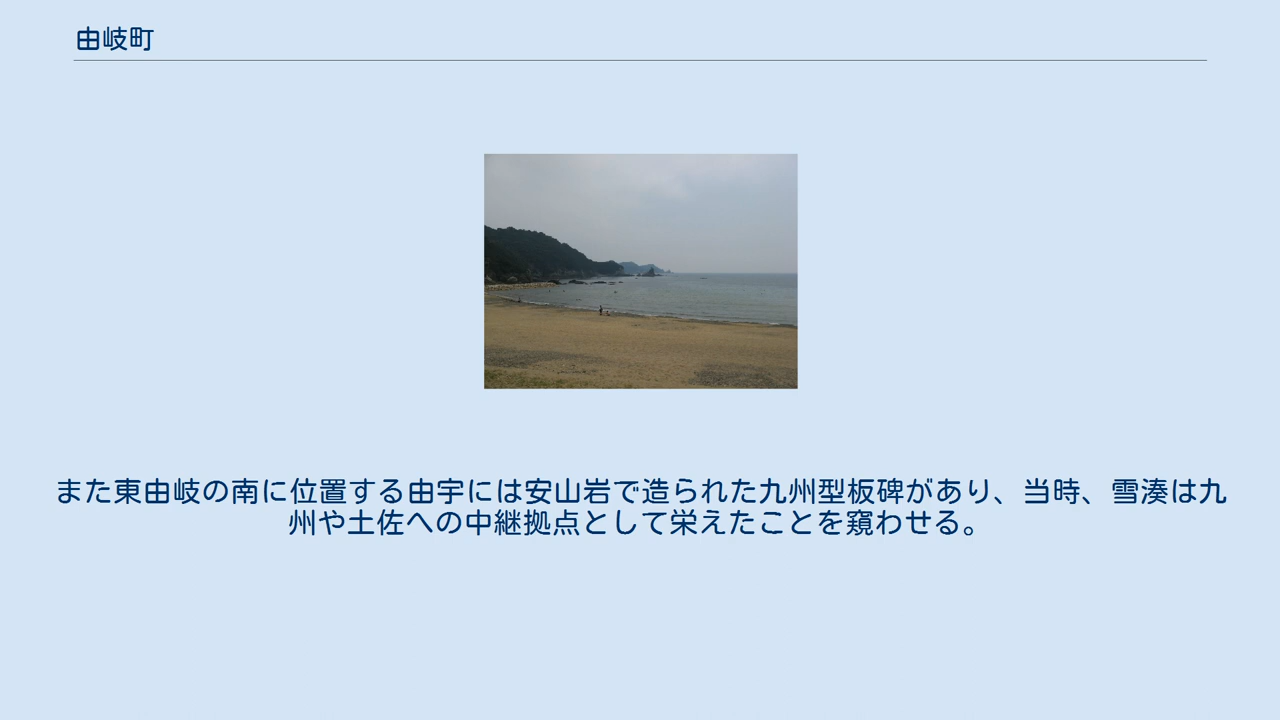 由岐町
また東由岐の南に位置する由宇には安山岩で造られた九州型板碑があり、当時、雪湊は九
州や土佐への中継拠点として栄えたことを窺わせる。